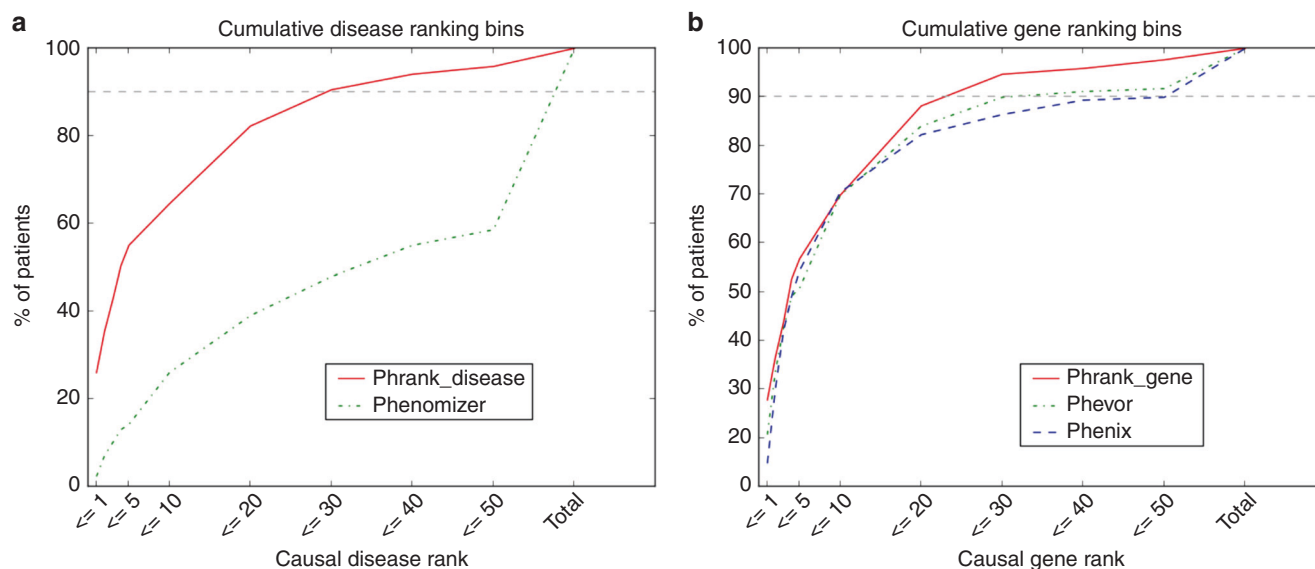 a
Cumulative disease ranking bins
100
80
60
40
20
0
% of patients
Phrank_disease
Phenomizer
<= 1
<= 5
<= 10
<= 20
<= 30
<= 40
<= 50
Total
Causal disease rank
b
Cumulative gene ranking bins
100
90
80
70
60
50
40
30
20
10
0
% of patients
Phrank_gene
Phevor
Phenix
<= 1
<= 5
<= 10
<= 20
<= 30
<= 40
<= 50
Total
Causal gene rank